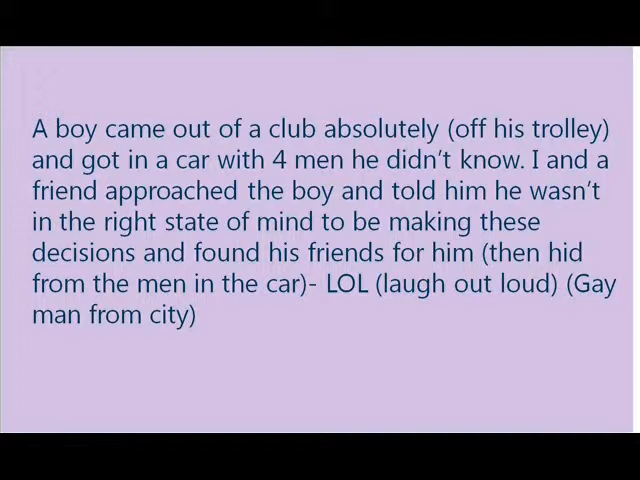 A boy came out of a club absolutely (off his trolley)
and got in a car with 4 men he didn't know. I and a
friend approached the boy and told him he wasn't
in the right state of mind to be making these
decisions and found his friends for him (then hid
from the men in the car)- LOL (laugh out loud) (Gay
man from city)